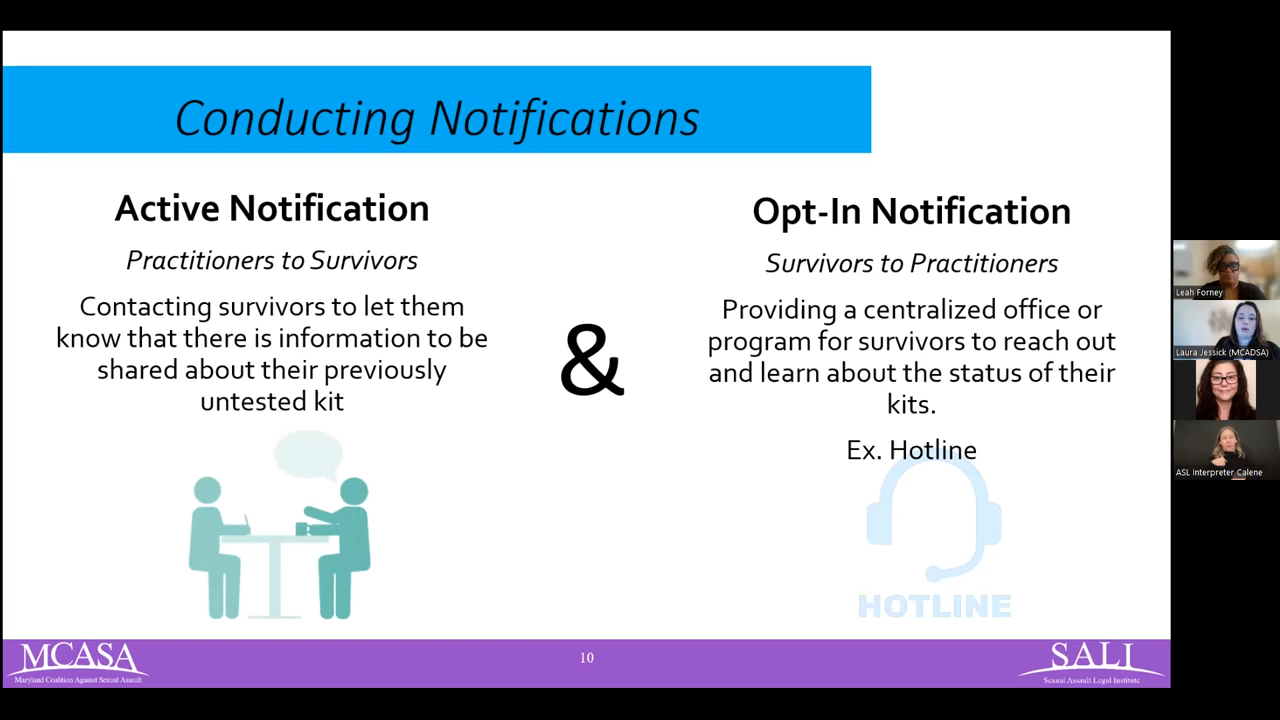 Conducting Notifications
Active Notification
Practitioners to Survivors
Contacting survivors to let them
know that there is information to be
shared about their previously
untested kit
&
Opt-In Notification
Survivors to Practitioners
Providing a centralized office or
program for survivors to reach out
and learn about the status of their
kits.
Ex. Hotline
HOTLINE
Leah Forney
Laura Jessick (MCADSA)
ASL Interpreter Calene
MCASA
Maryland Coalition Against Sexual Assault
10
SALI
Sexual Assault Legal Institute